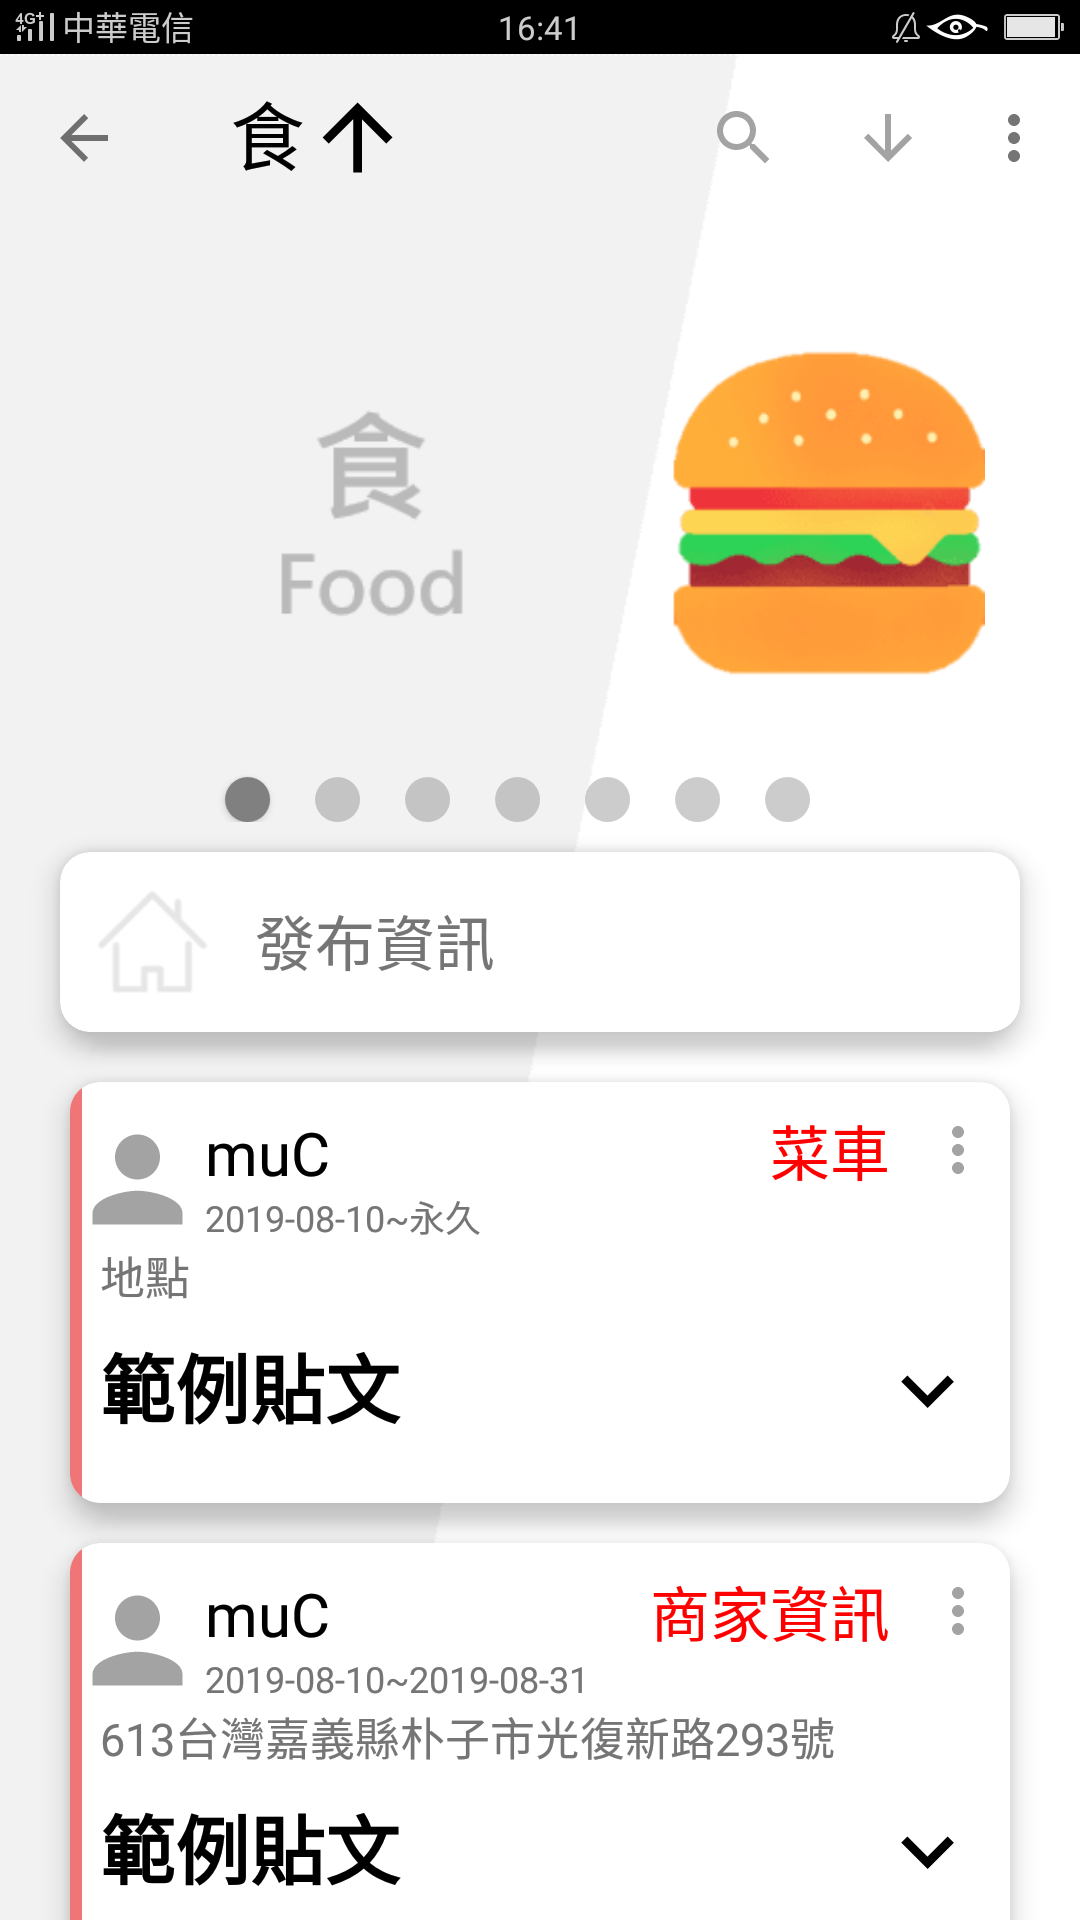 4G+ 中華電信 16:41
食
食
Food
發布資訊
muC 菜車
2019-08-10~永久
地點
範例貼文
muC 商家資訊
2019-08-10~2019-08-31
613台灣嘉義縣朴子市光復新路293號
範例貼文